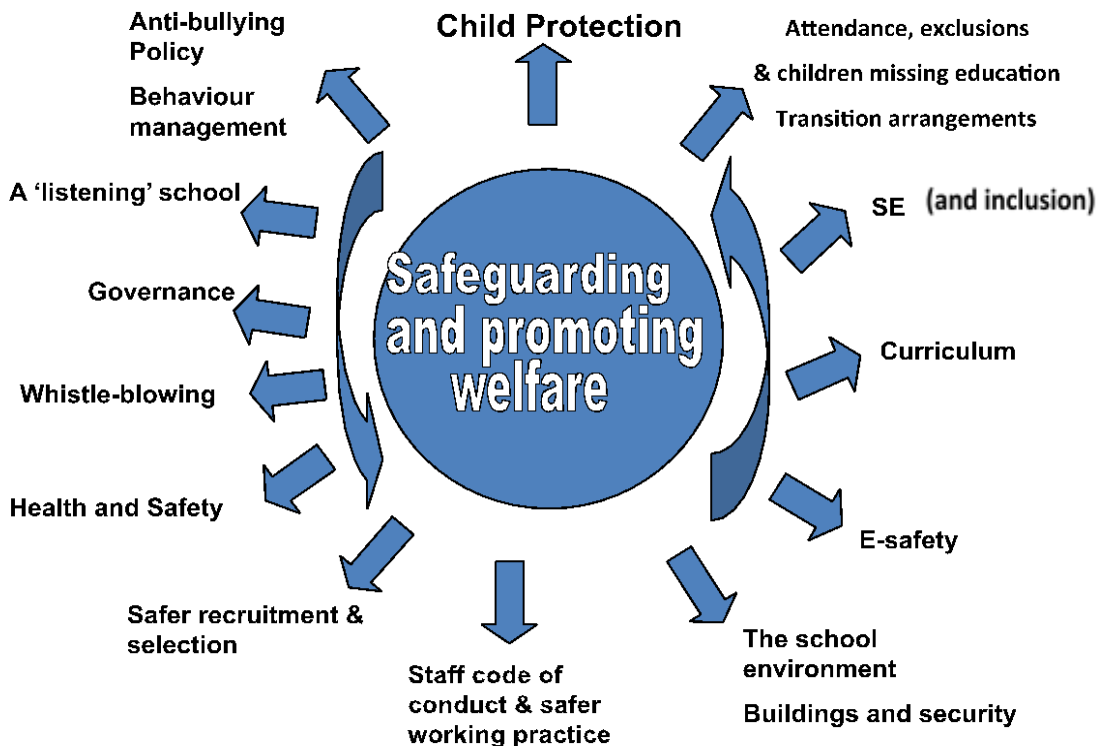 Child Protection
Attendance, exclusions
& children missing education
Transition arrangements
SE (and inclusion)
Curriculum
E-safety
The school
environment
Buildings and security
Staff code of
conduct & safer
working practice
Safer recruitment &
selection
Health and Safety
Whistle-blowing
Governance
A ‘listening’ school
Anti-bullying
Policy
Behaviour
management
Safeguarding
and promoting
welfare